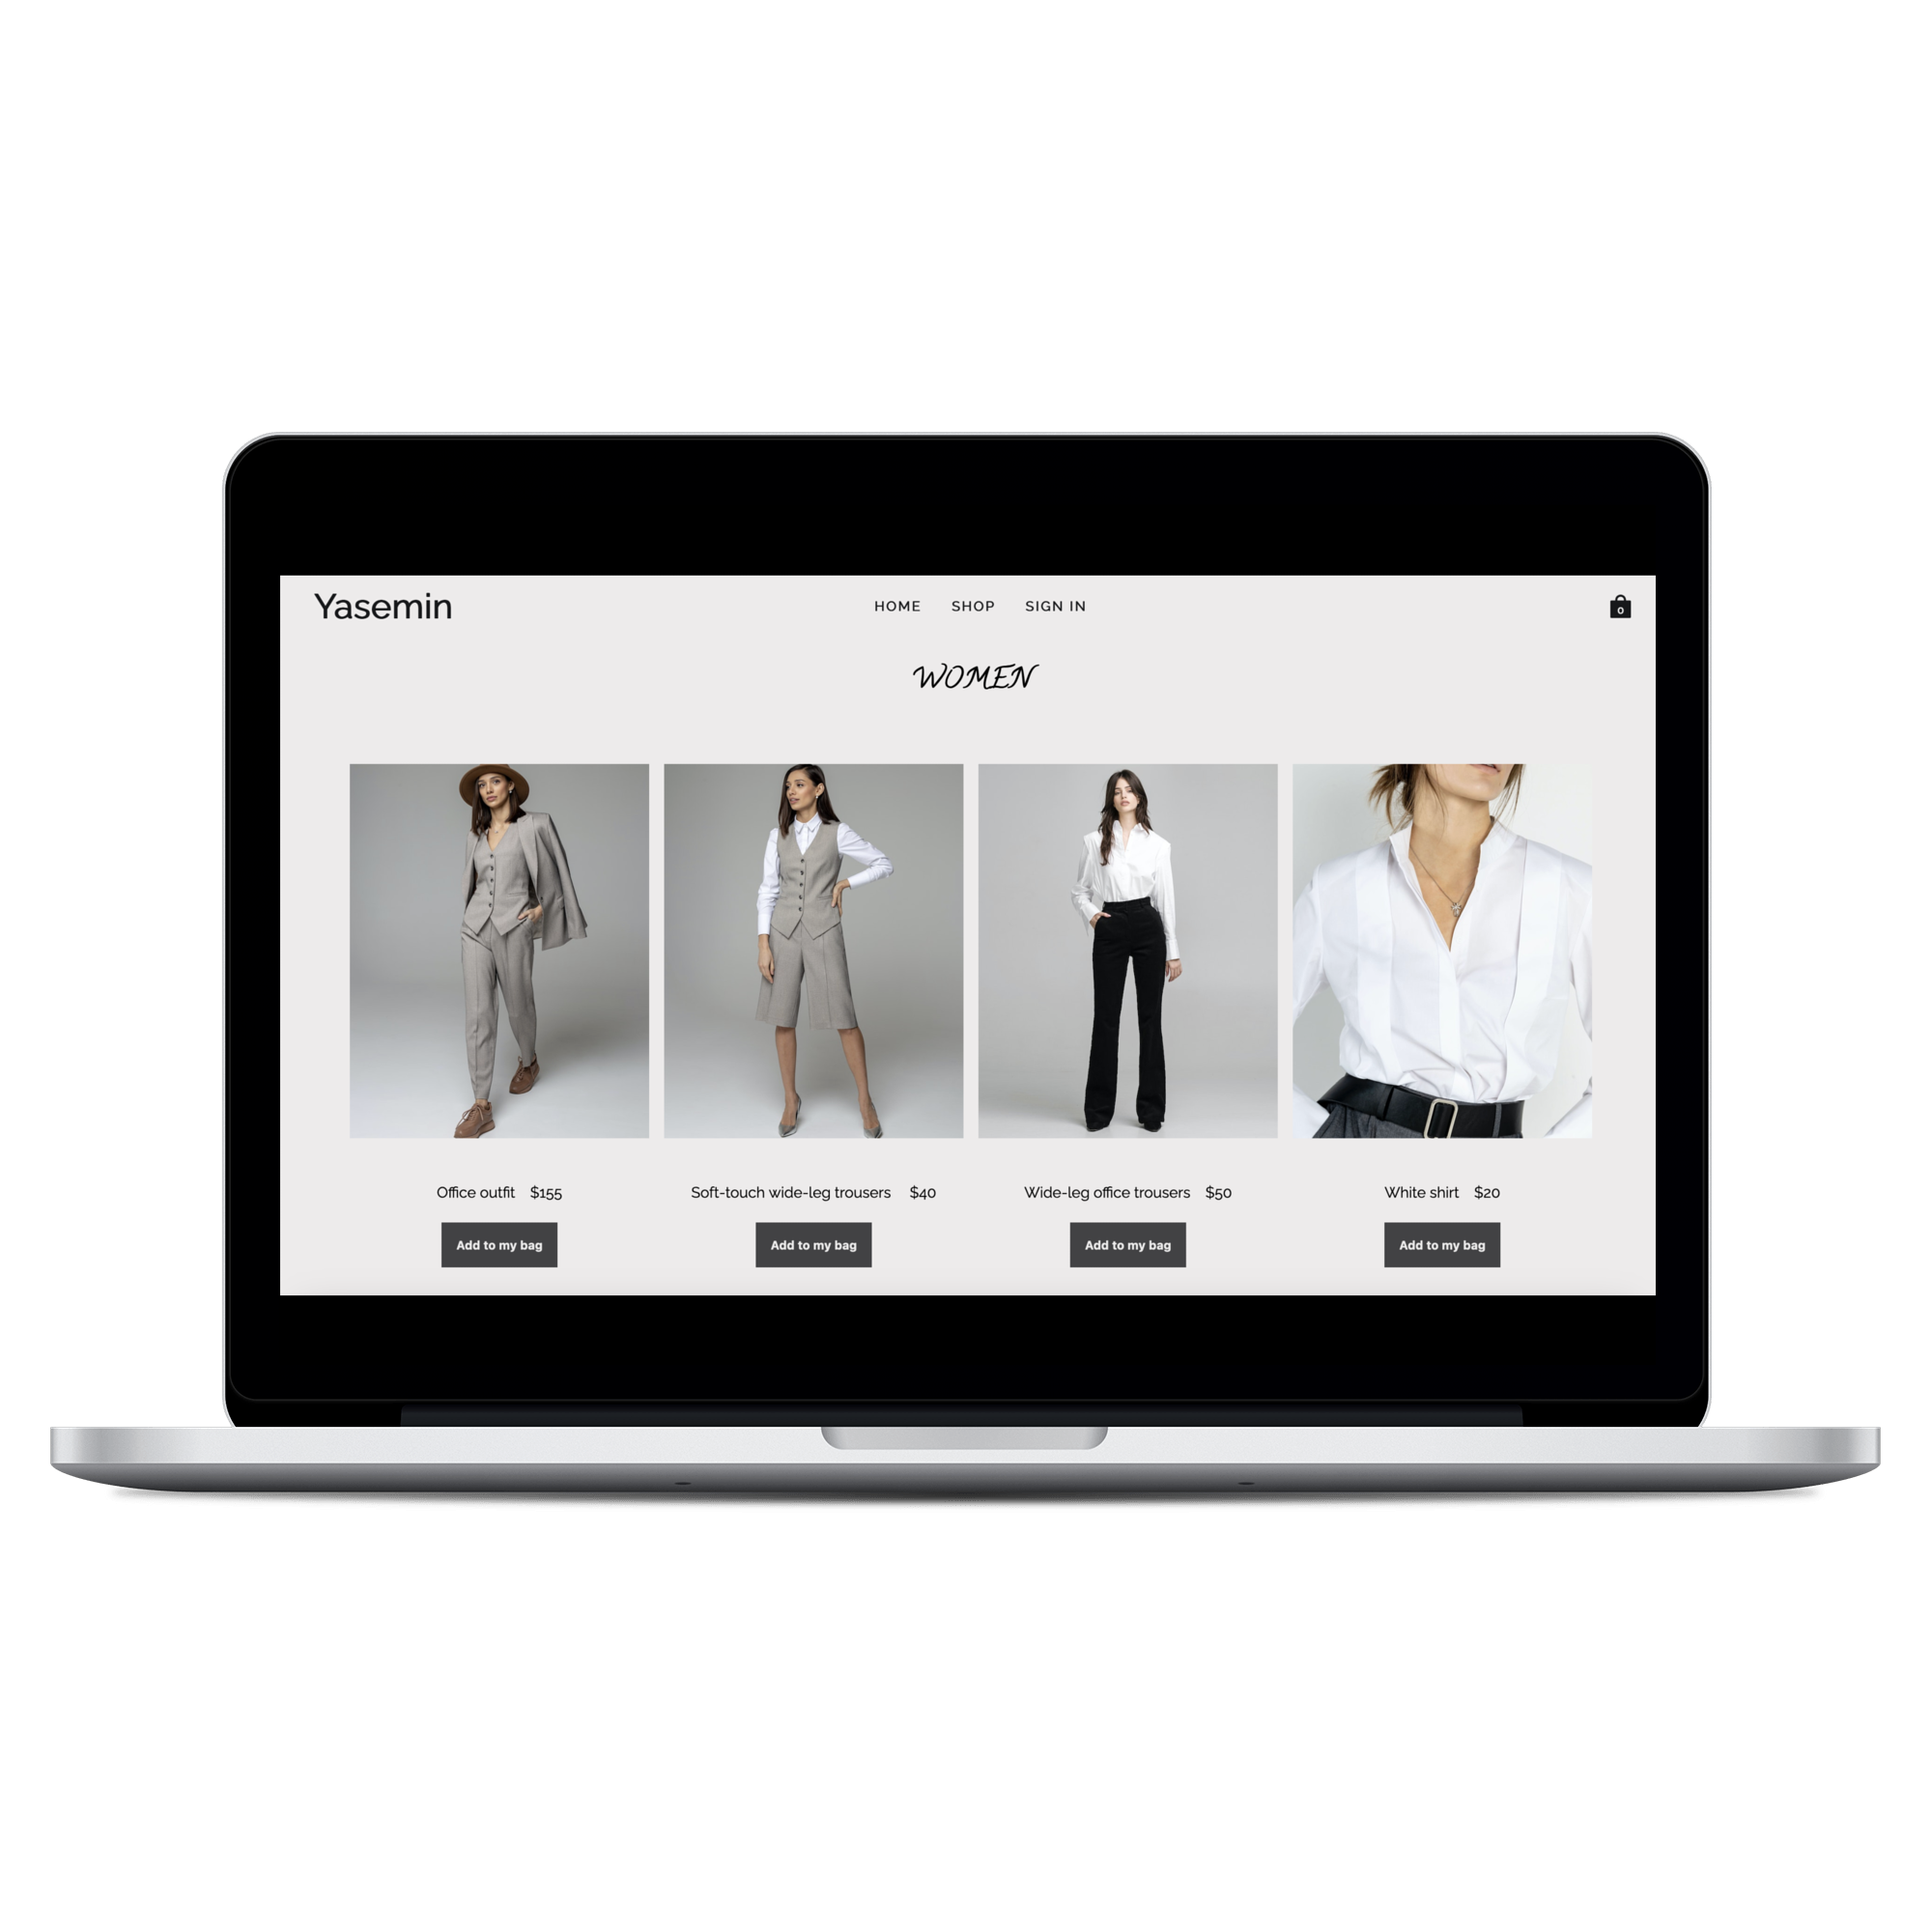 Yasemin
HOME SHOP SIGN IN
0
WOMEN
Office outfit $155
Soft-touch wide-leg trousers $40
Wide-leg office trousers $50
White shirt $20
Add to my bag
Add to my bag
Add to my bag
Add to my bag